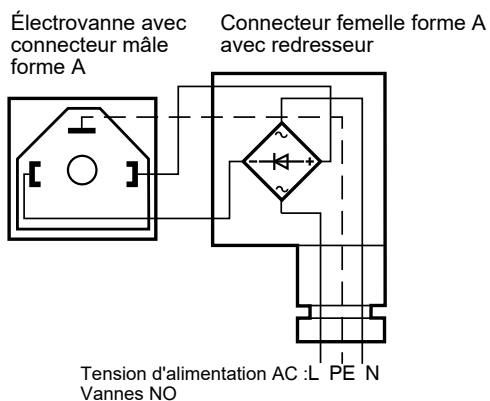 Électrovanne avec
connecteur mâle
forme A
Connecteur femelle forme A
avec redresseur
~
- +
~
Tension d'alimentation AC :L PE N
Vannes NO